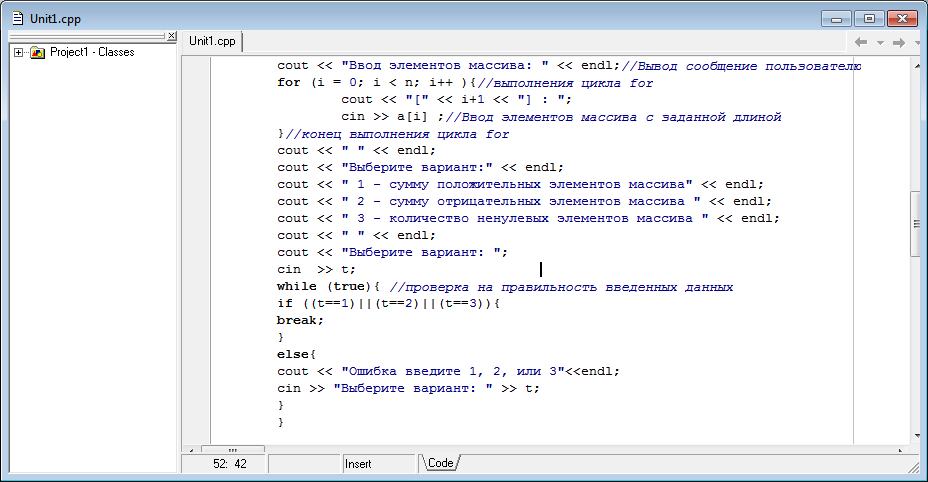 Unit1.cpp
Project1 - Classes
Unit1.cpp
cout << "Ввод элементов массива: " << endl;//Вывод сообщение пользователю
for (i = 0; i < n; i++ ){//выполнения цикла for
cout << "[" << i+1 << "] : ";
cin >> a[i] ;//Ввод элементов массива с заданной длиной
}//конец выполнения цикла for
cout << " " << endl;
cout << "Выберите вариант:" << endl;
cout << " 1 - сумму положительных элементов массива" << endl;
cout << " 2 - сумму отрицательных элементов массива " << endl;
cout << " 3 - количество ненулевых элементов массива " << endl;
cout << " " << endl;
cout << "Выберите вариант: ";
cin  >> t;
while (true){ //проверка на правильность введенных данных
if ((t==1)||(t==2)||(t==3)){
break;
}
else{
cout << "Ошибка введите 1, 2, или 3"<<endl;
cin >> "Выберите вариант: " >> t;
}
}
52: 42
Insert
Code